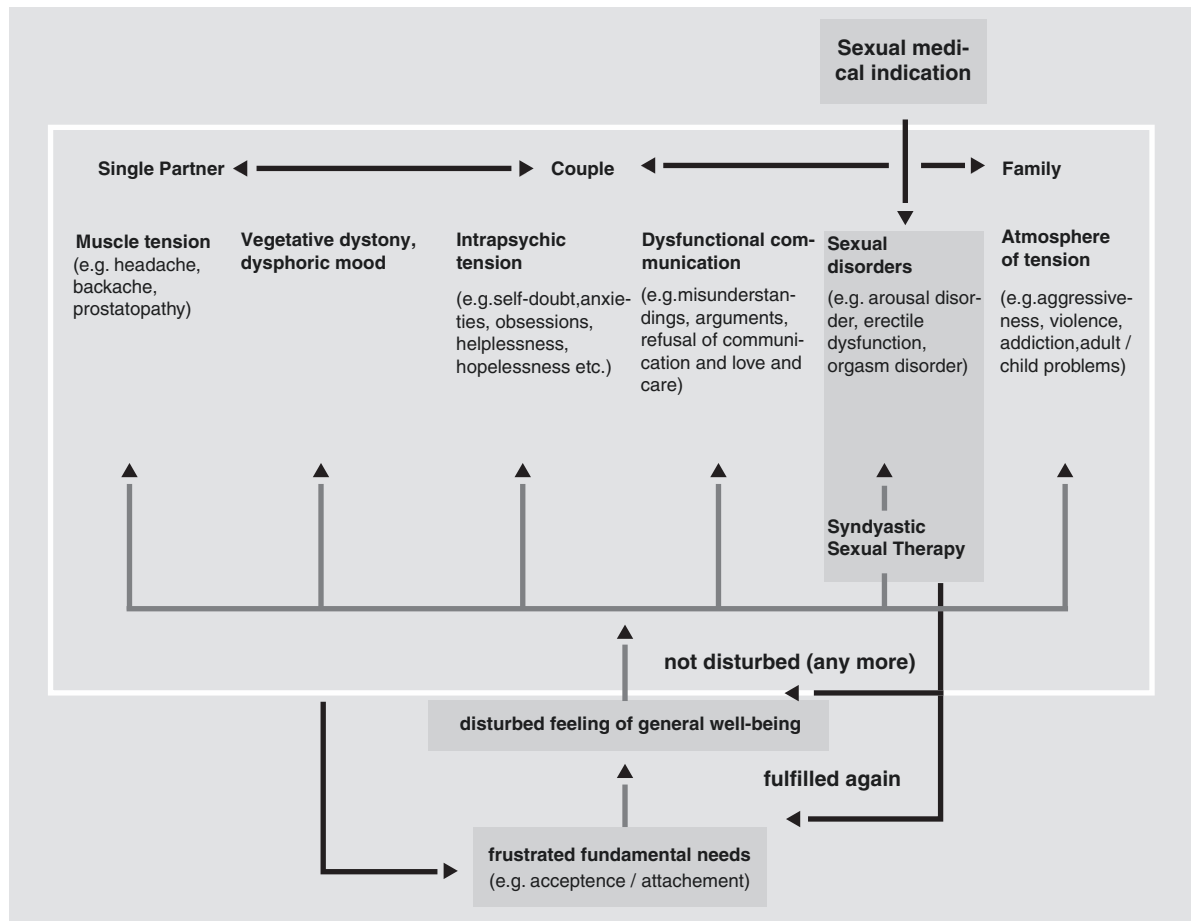 Sexual medi-
cal indication
Single Partner
Couple
Family
Muscle tension
(e.g. headache,
backache,
prostatopathy)
Vegetative dystony,
dysphoric mood
Intrapsychic
tension
(e.g.self-doubt,anxie-
ties, obsessions,
helplessness,
hopelessness etc.)
Dysfunctional com-
munication
(e.g.misunderstan-
dings, arguments,
refusal of communi-
cation and love and
care)
Sexual
disorders
(e.g. arousal disor-
der, erectile
dysfunction,
orgasm disorder)
Atmosphere
of tension
(e.g.aggressive-
ness, violence,
addiction,adult /
child problems)
Syndyastic
Sexual Therapy
not disturbed (any more)
disturbed feeling of general well-being
fulfilled again
frustrated fundamental needs
(e.g. acceptence / attachement)